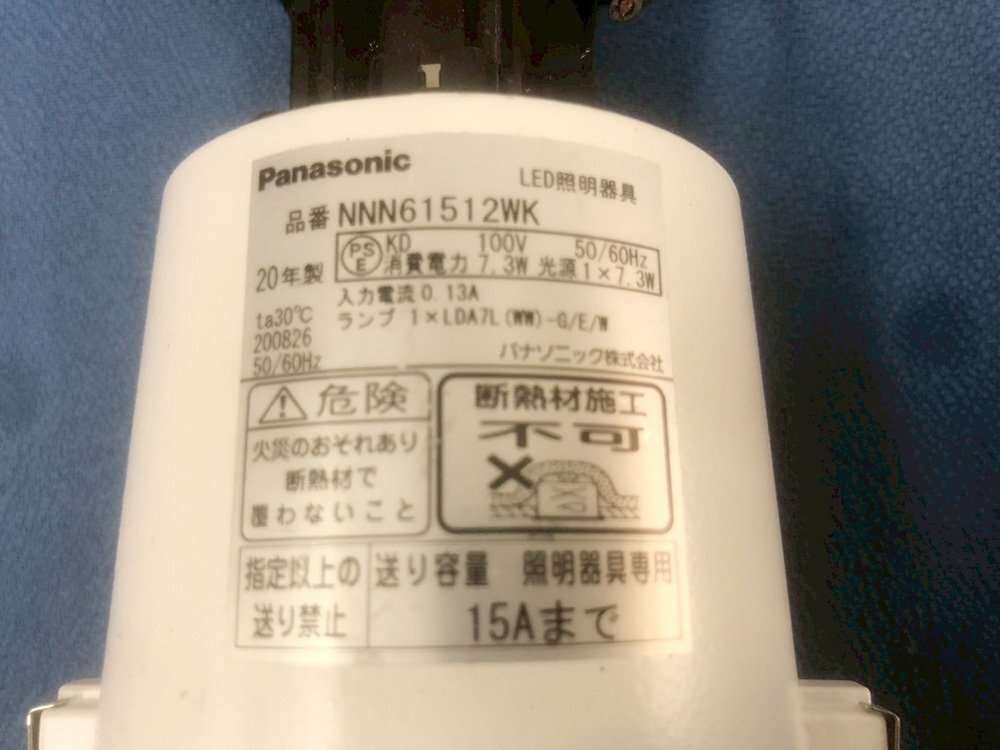 Panasonic
LED照明器具
品番 NNN61512WK
PS E KD 100V 50/60Hz
20年製 消費電力 7.3W 光源 1×7.3W
入力電流 0.13A
ta30℃ ランプ 1×LDA7L(WW)-G/E/W
200826
50/60Hz パナソニック株式会社
危険
火災のおそれあり
断熱材で
覆わないこと
断熱材施工
不可
指定以上の
送り禁止
送り容量 照明器具専用
15Aまで